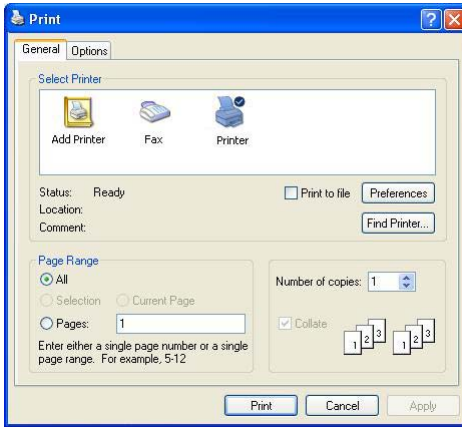 Print
General Options
Select Printer
Add Printer Fax Printer
Status: Ready
Location:
Comment:
Print to file Preferences
Find Printer...
Page Range
All
Selection Current Page
Pages: 1
Enter either a single page number or a single
page range. For example, 5-12
Number of copies: 1
Collate
1 2 3 1 2 3
Print Cancel Apply